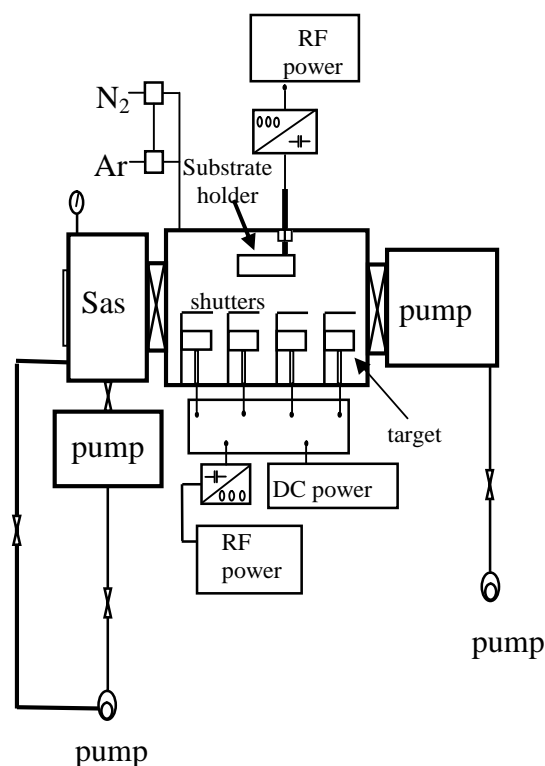 RF
power
N₂
Ar
Substrate
holder
Sas
shutters
pump
pump
target
DC power
RF
power
pump
pump